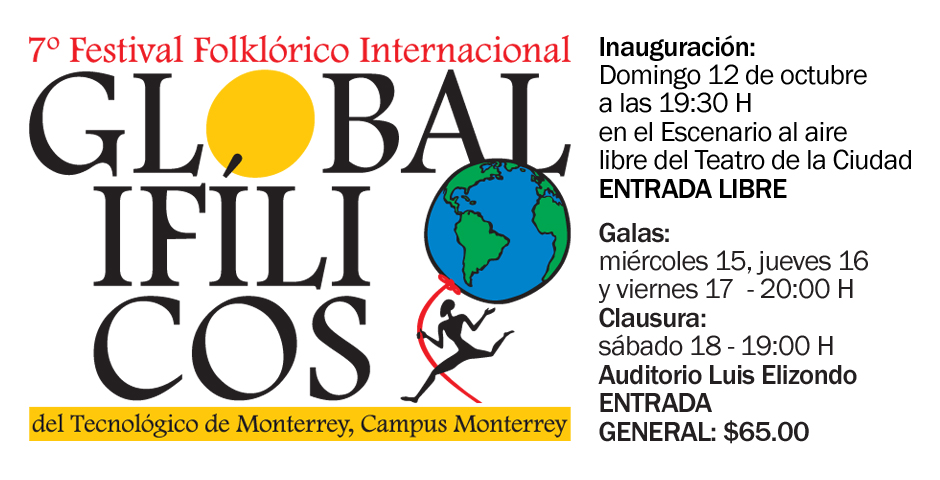 7º Festival Folklórico Internacional
GLOBAL
IFÍLI
COS
del Tecnológico de Monterrey, Campus Monterrey
Inauguración:
Domingo 12 de octubre
a las 19:30 H
en el Escenario al aire
libre del Teatro de la Ciudad
ENTRADA LIBRE
Galas:
miércoles 15, jueves 16
y viernes 17 - 20:00 H
Clausura:
sábado 18 - 19:00 H
Auditorio Luis Elizondo
ENTRADA
GENERAL: $65.00